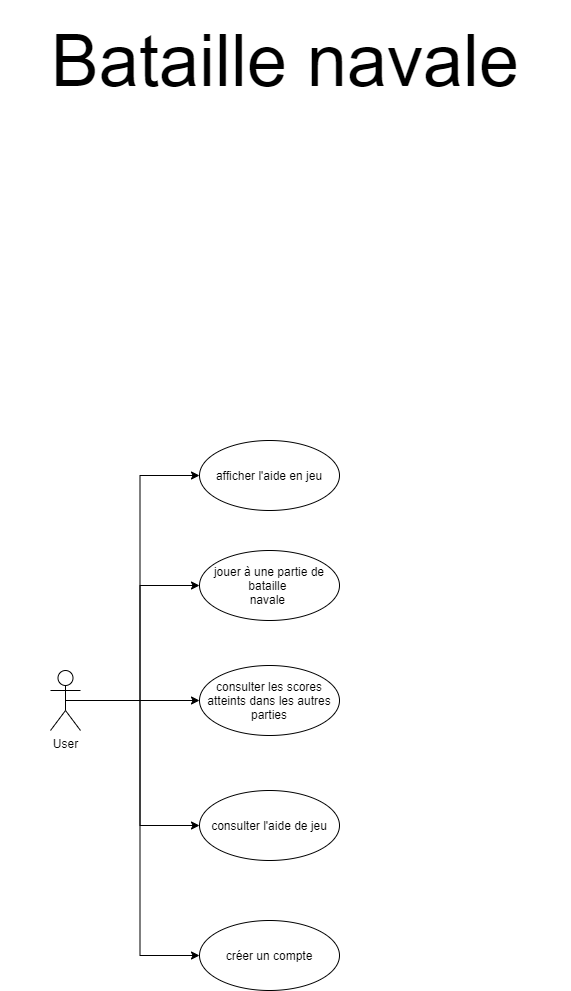 Bataille navale
afficher l'aide en jeu
jouer à une partie de
bataille
navale
consulter les scores
atteints dans les autres
parties
User
consulter l'aide de jeu
créer un compte